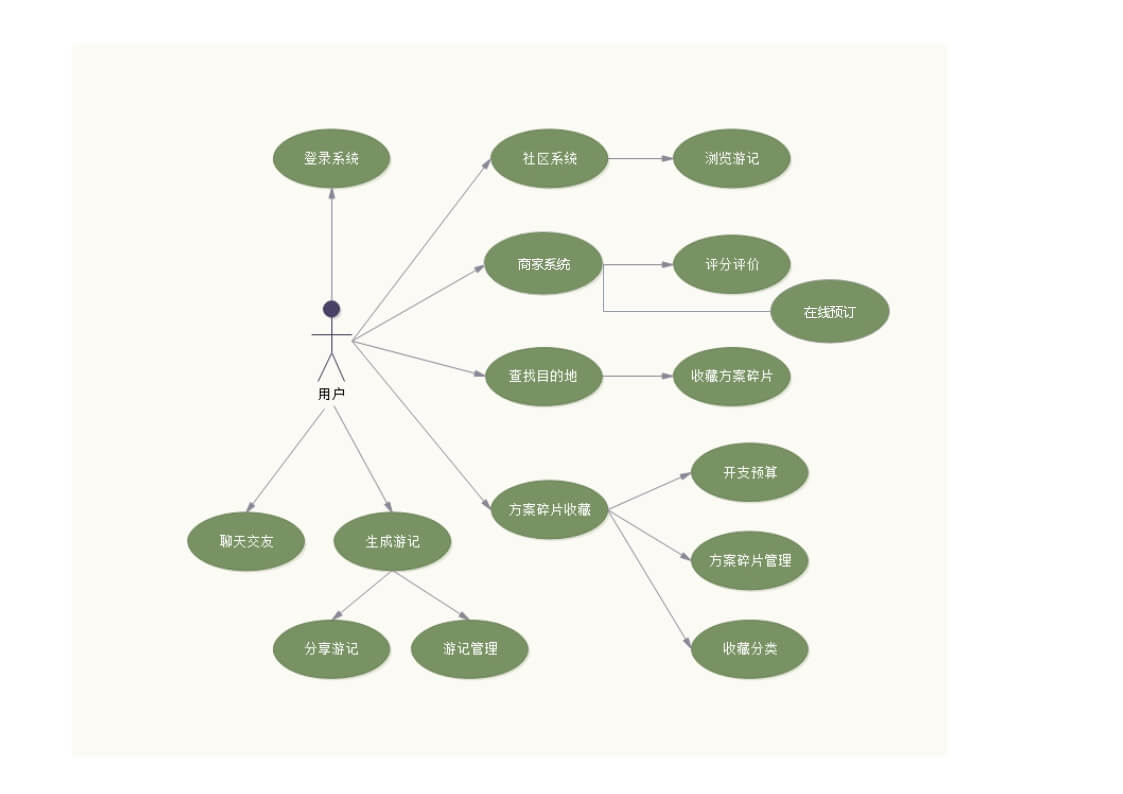 登录系统
社区系统
浏览游记
商家系统
评分评价
在线预订
查找目的地
收藏方案碎片
用户
开支预算
方案碎片收藏
聊天交友
生成游记
方案碎片管理
分享游记
游记管理
收藏分类